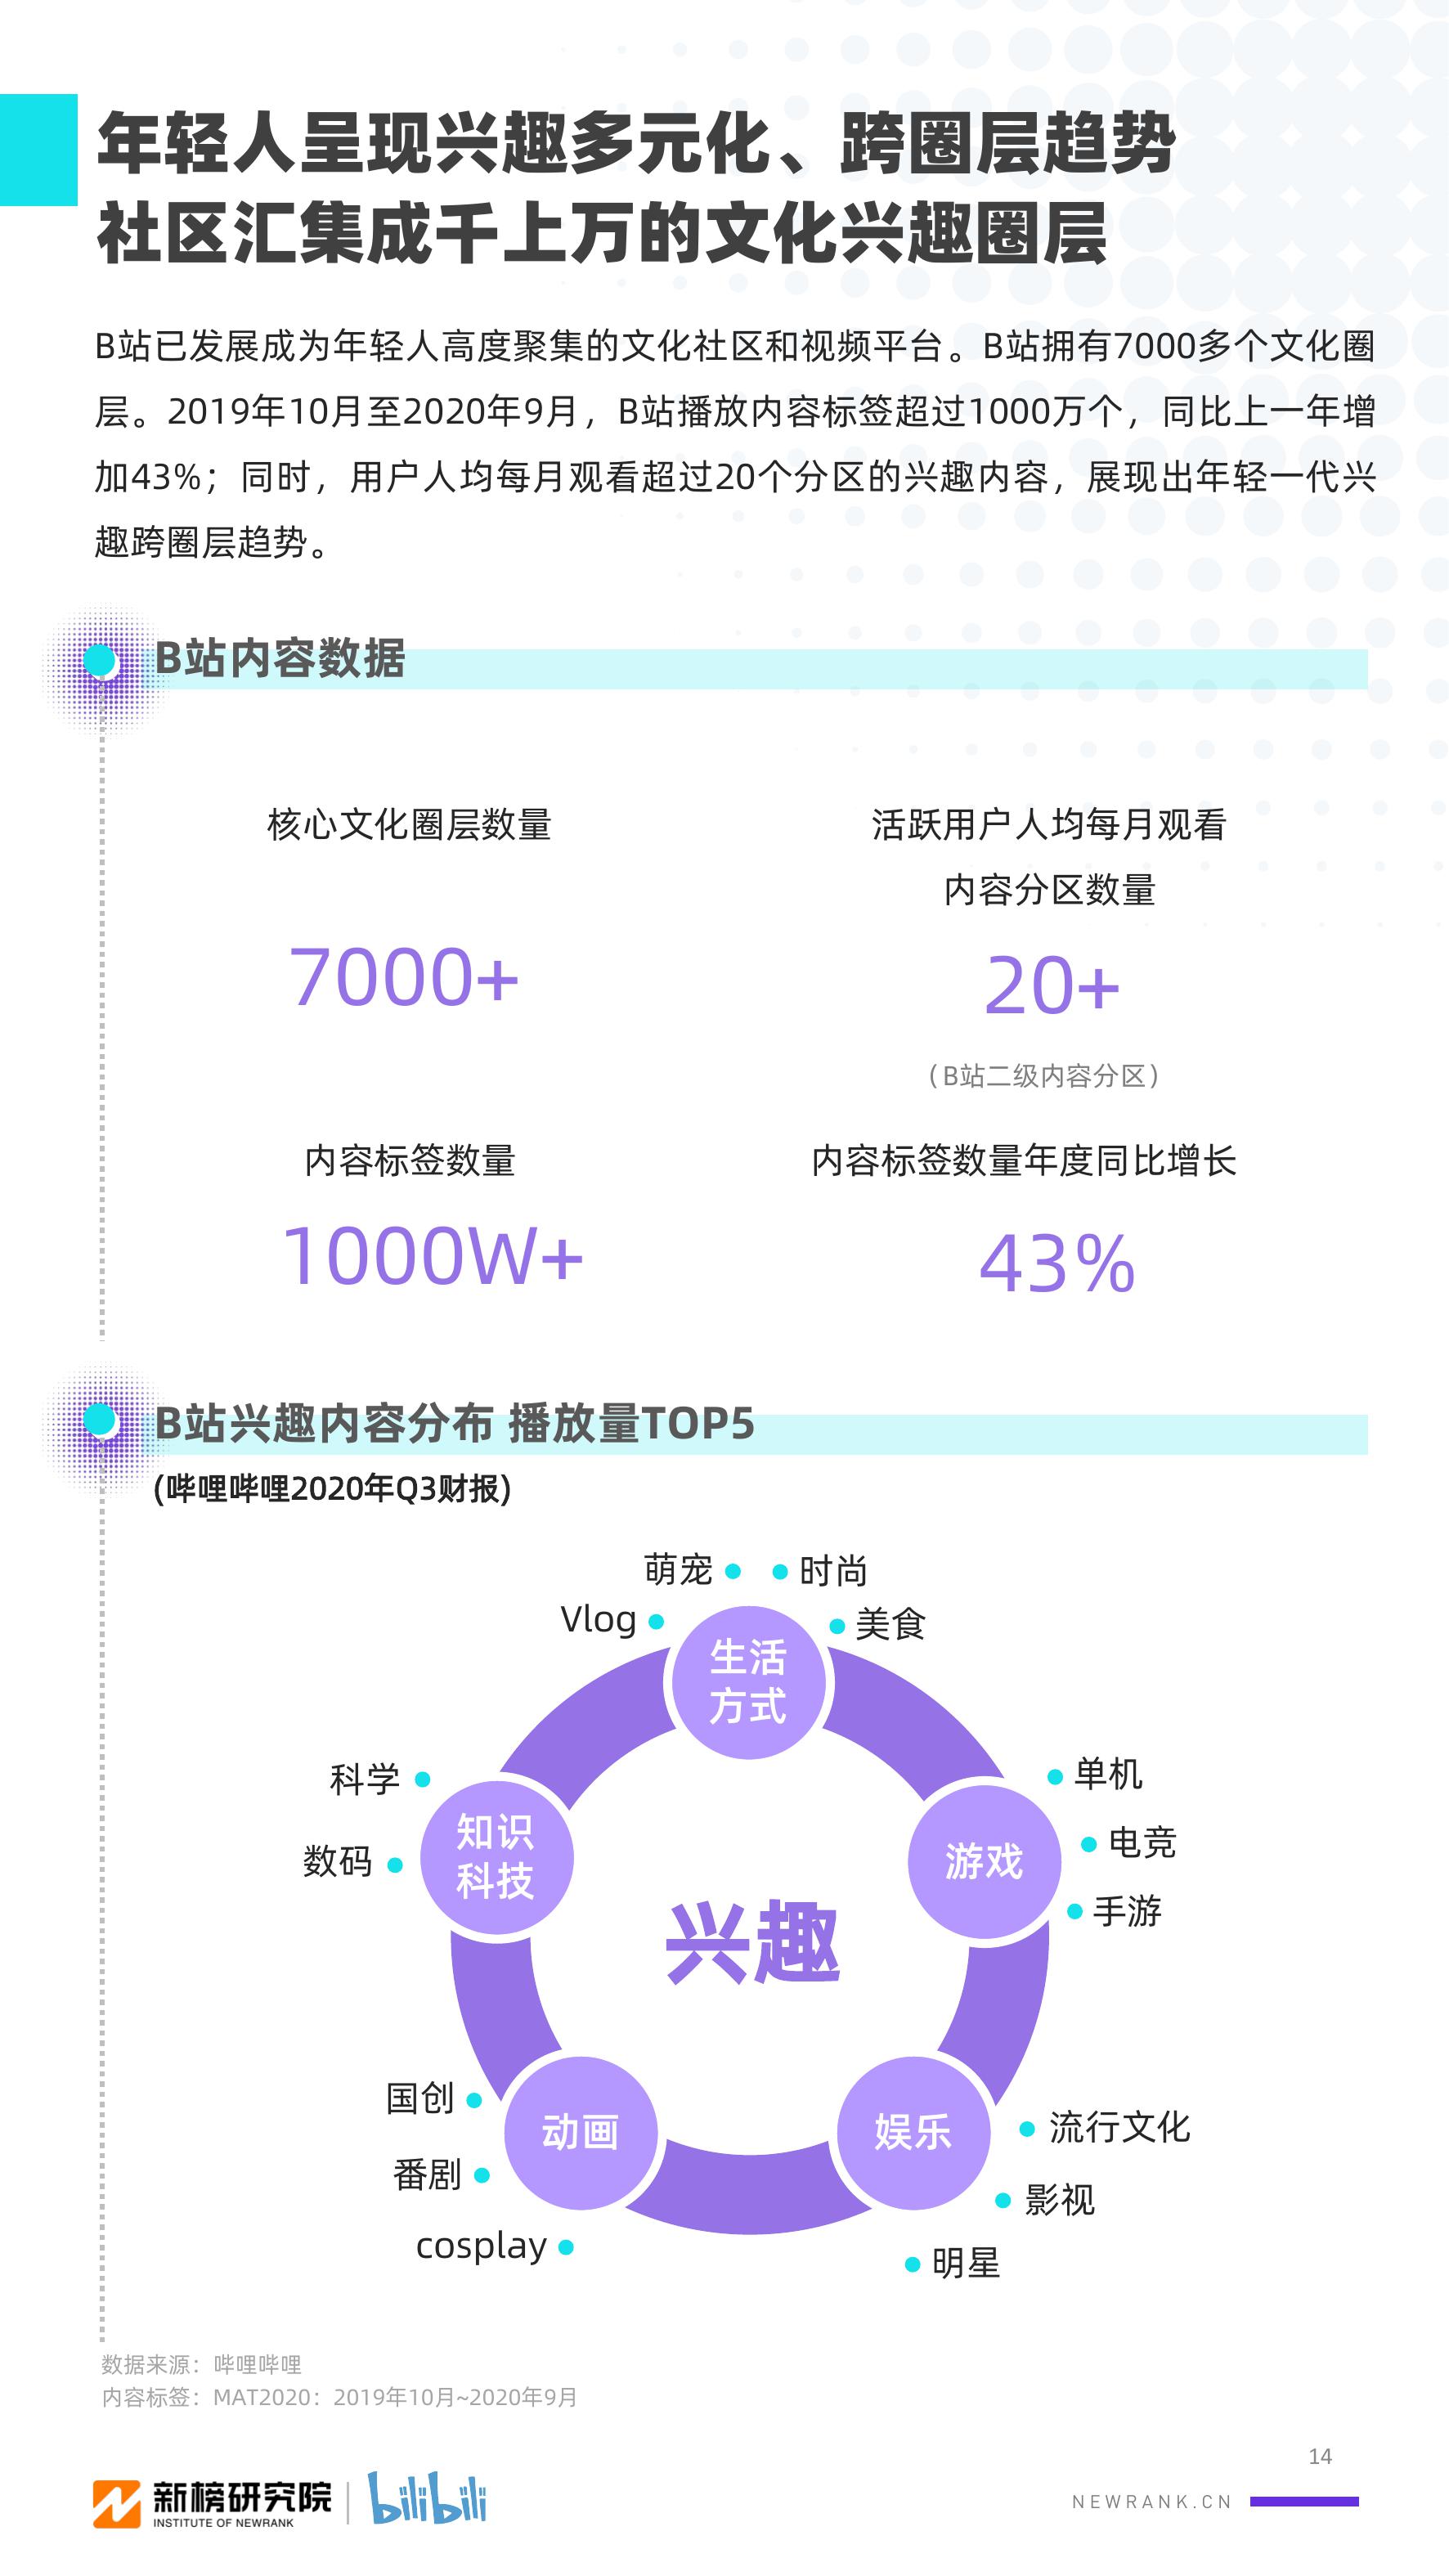 年轻人呈现兴趣多元化、跨圈层趋势
社区汇集成千上万的文化兴趣圈层
B站已发展成为年轻人高度聚集的文化社区和视频平台。B站拥有7000多个文化圈
层。2019年10月至2020年9月，B站播放内容标签超过1000万个，同比上一年增
加43%；同时，用户人均每月观看超过20个分区的兴趣内容，展现出年轻一代兴
趣跨圈层趋势。
B站内容数据
核心文化圈层数量
7000+
活跃用户人均每月观看
内容分区数量
20+
（B站二级内容分区）
内容标签数量
1000W+
内容标签数量年度同比增长
43%
B站兴趣内容分布 播放量TOP5
(哔哩哔哩2020年Q3财报)
萌宠
时尚
Vlog
美食
生活
方式
科学
数码
知识
科技
单机
电竞
手游
游戏
兴趣
国创
番剧
cosplay
动画
娱乐
流行文化
影视
明星
数据来源：哔哩哔哩
内容标签：MAT2020：2019年10月~2020年9月
14
新榜研究院
INSTITUTE OF NEWRANK
bilibili
NEWRANK.CN